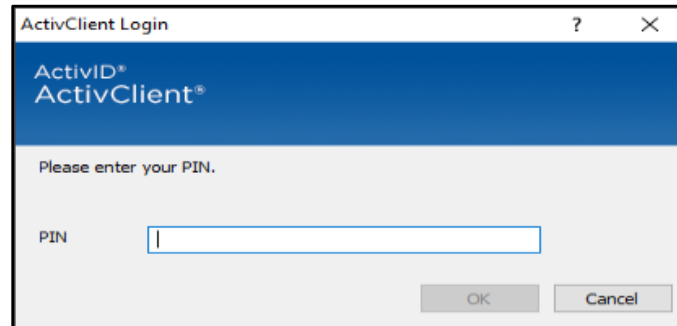 ActivClient Login ? ×
ActivID®
ActivClient®
Please enter your PIN.
PIN
OK Cancel